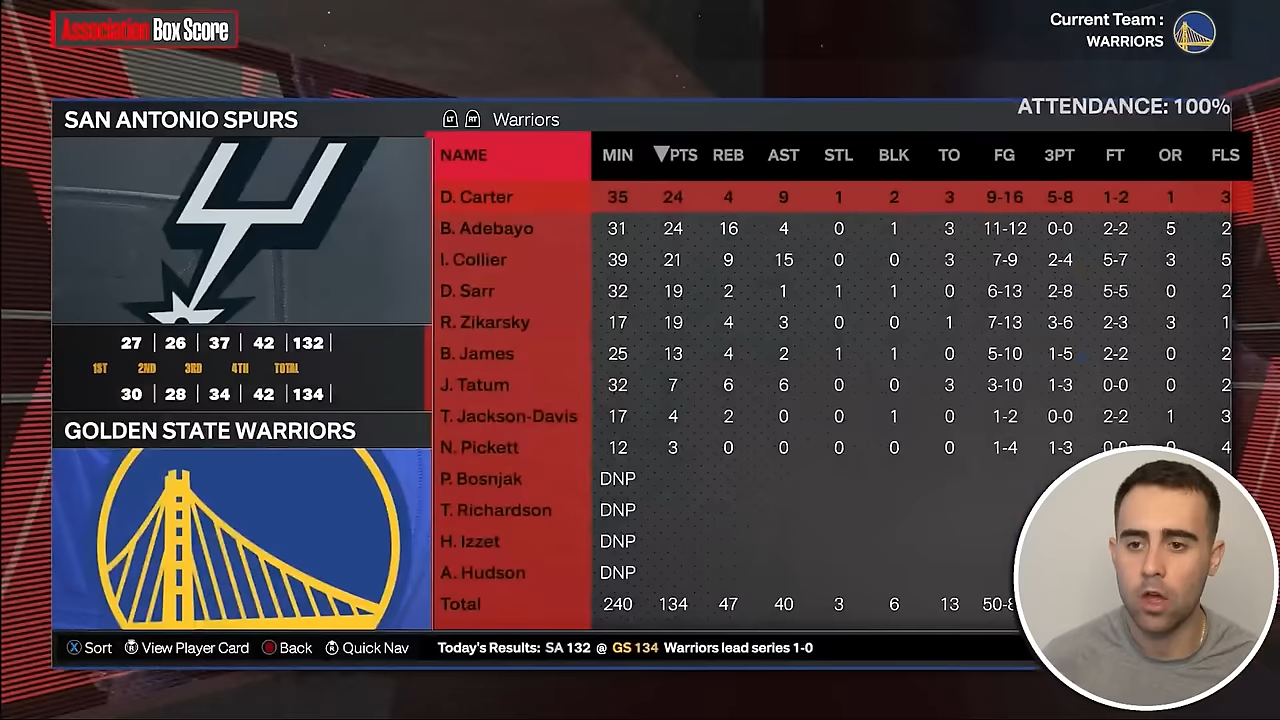 Association Box Score
Current Team :
WARRIORS
ATTENDANCE: 100%
SAN ANTONIO SPURS
27 26 37 42 132
1ST 2ND 3RD 4TH TOTAL
30 28 34 42 134
GOLDEN STATE WARRIORS
LT RT Warriors
NAME MIN PTS REB AST STL BLK TO FG 3PT FT OR FLS
D. Carter 35 24 4 9 1 2 3 9-16 5-8 1-2 1 3
B. Adebayo 31 24 16 4 0 1 3 11-12 0-0 2-2 5 2
I. Collier 39 21 9 15 0 0 3 7-9 2-4 5-7 3 5
D. Sarr 32 19 2 1 1 1 0 6-13 2-8 5-5 0 2
R. Zikarsky 17 19 4 3 0 0 1 7-13 3-6 2-3 3 1
B. James 25 13 4 2 1 1 0 5-10 1-5 2-2 0 2
J. Tatum 32 7 6 6 0 0 3 3-10 1-3 0-0 0 2
T. Jackson-Davis 17 4 2 0 0 1 0 1-2 0-0 2-2 1 3
N. Pickett 12 3 0 0 0 0 0 1-4 1-3 0-0 0 4
P. Bosnjak DNP
T. Richardson DNP
H. Izzet DNP
A. Hudson DNP
Total 240 134 47 40 3 6 13
X Sort R View Player Card Back R Quick Nav
Today's Results: SA 132 @ GS 134 Warriors lead series 1-0